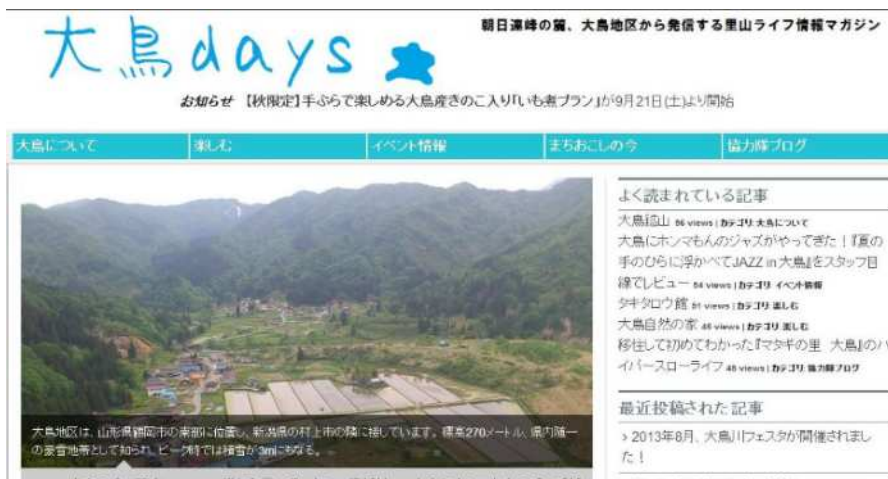 大鳥days
朝日連峰の麓、大鳥地区から発信する里山ライフ情報マガジン
お知らせ 【秋限定】手ぶらで楽しめる大鳥産きのこ入り「いも煮プラン」が9月21日(土)より開始
大鳥について 楽しむ イベント情報 まちおこしの今 協力隊ブログ
大鳥地区は、山形県鶴岡市の東部に位置し、新潟県の村上市の隣に接しています。標高270メートル、県内随一
の豪雪地帯として知られ、ピーク時では積雪が3mにもなる。
よく読まれている記事
大鳥鉱山 86 views | カテゴリ 大鳥について
大鳥にホンマもんのジャズがやってきた!『夏の
手のひらに浮かべてJAZZ in 大鳥』をスタッフ目
線でレビュー 54 views | カテゴリ イベント情報
タキタロウ館 51 views | カテゴリ 楽しむ
大鳥自然の家 46 views | カテゴリ 楽しむ
移住して初めてわかった『マタギの里 大鳥』のハ
イパースローライフ 46 views | カテゴリ 協力隊ブログ
最近投稿された記事
› 2013年8月、大鳥川フェスタが開催されまし
た!